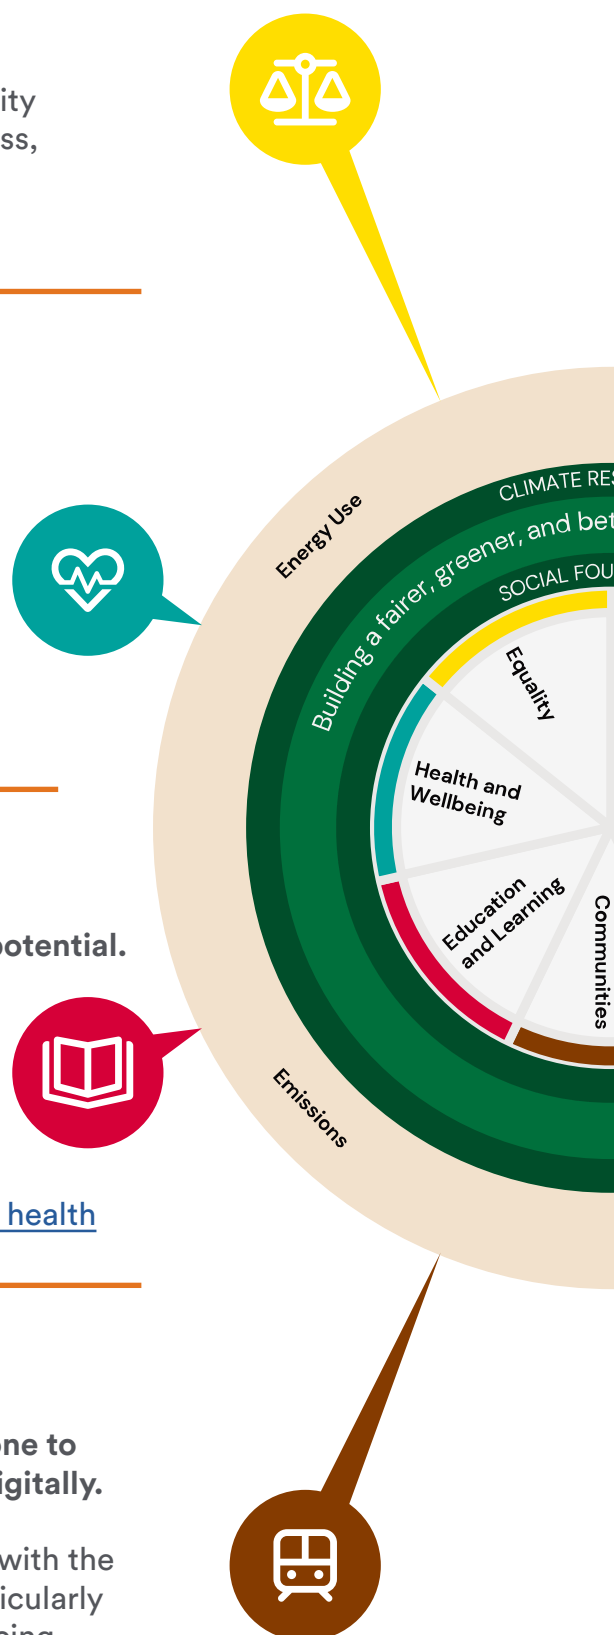 ity
ss,
Energy Use
CLIMATE RES
Building a fairer, greener, and bet
SOCIAL FOU
Equality
Health and
Wellbeing
Education
and Learning
Communities
potential.
Emissions
health
one to
igitally.
with the
icularly